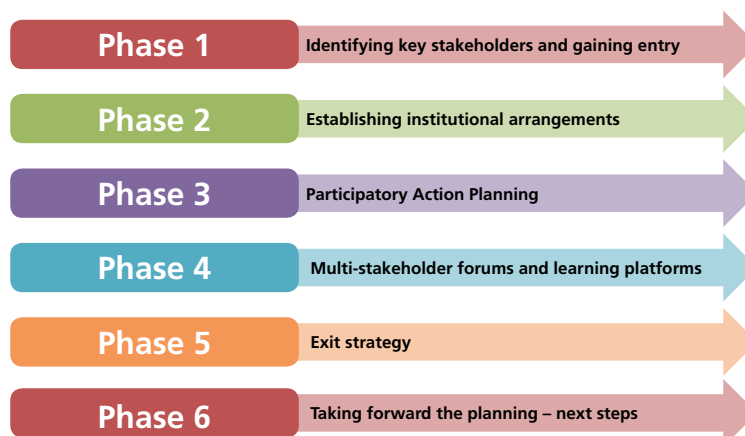 Phase 1
Identifying key stakeholders and gaining entry
Phase 2
Establishing institutional arrangements
Phase 3
Participatory Action Planning
Phase 4
Multi-stakeholder forums and learning platforms
Phase 5
Exit strategy
Phase 6
Taking forward the planning – next steps